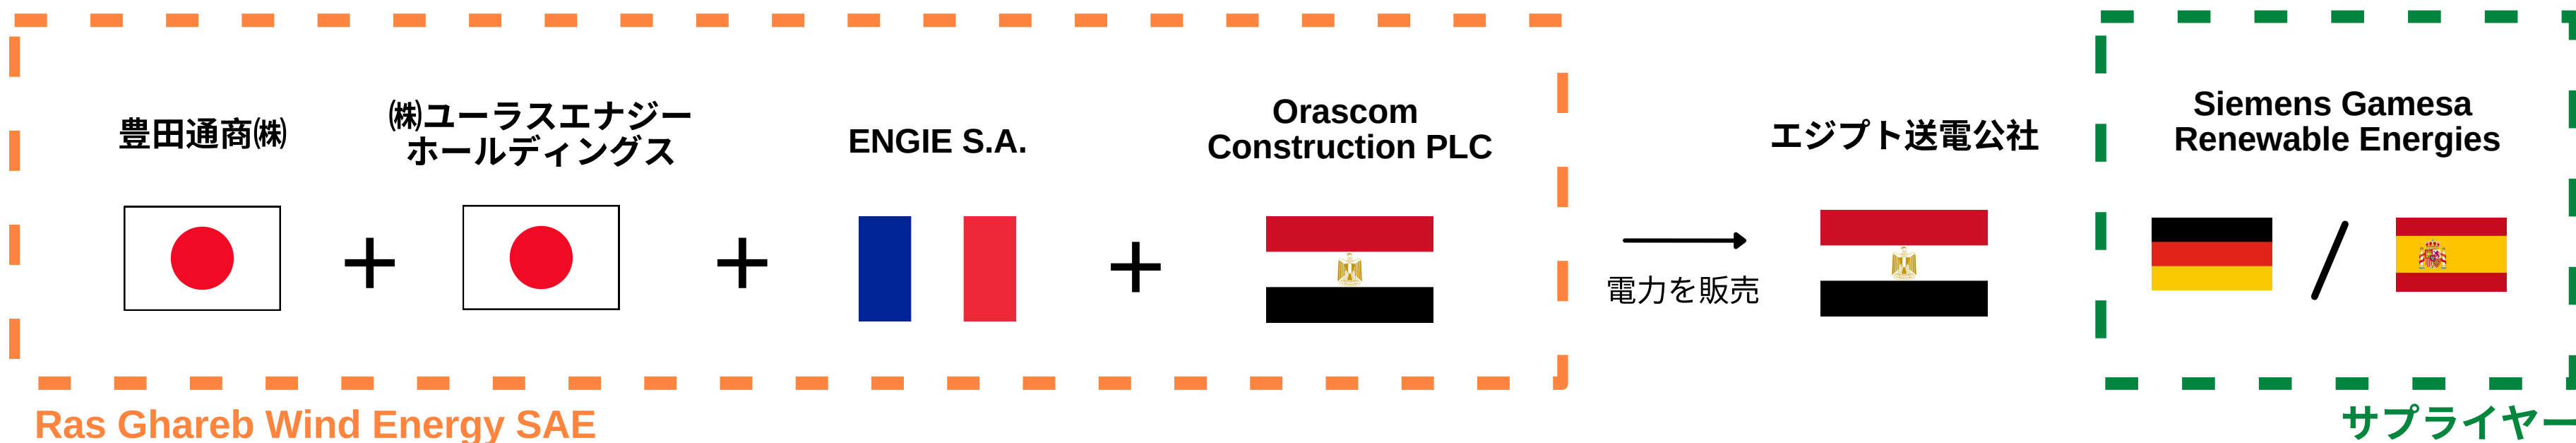 豊田通商㈱
㈱ユーラスエナジー
ホールディングス
ENGIE S.A.
Orascom
Construction PLC
電力を販売
エジプト送電公社
Siemens Gamesa
Renewable Energies
Ras Ghareb Wind Energy SAE
サプライヤー